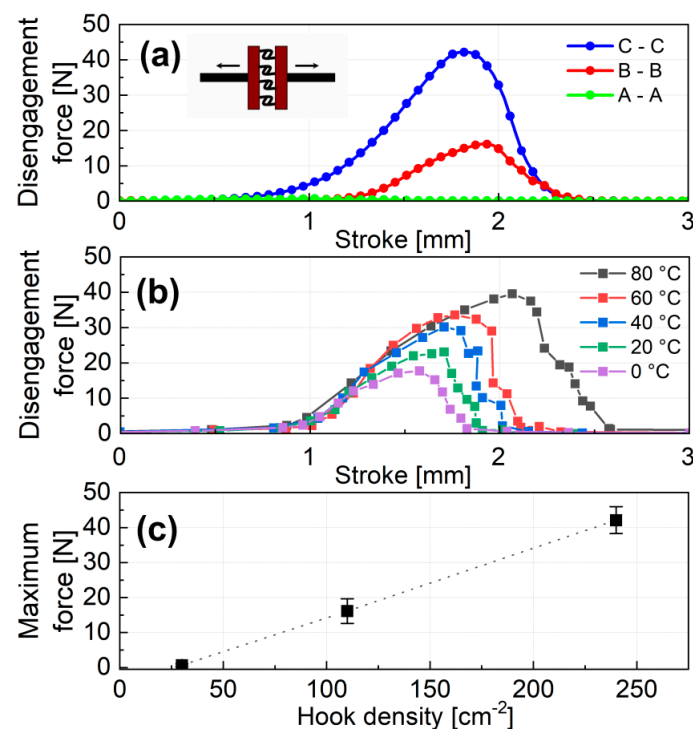 (a)
Disengagement
force [N]
50
40
30
20
10
0
C - C
B - B
A - A
0
1
2
3
Stroke [mm]
(b)
Disengagement
force [N]
50
40
30
20
10
0
80 °C
60 °C
40 °C
20 °C
0 °C
0
1
2
3
Stroke [mm]
(c)
Maximum
force [N]
50
40
30
20
10
0
0
50
100
150
200
250
Hook density [cm-2]